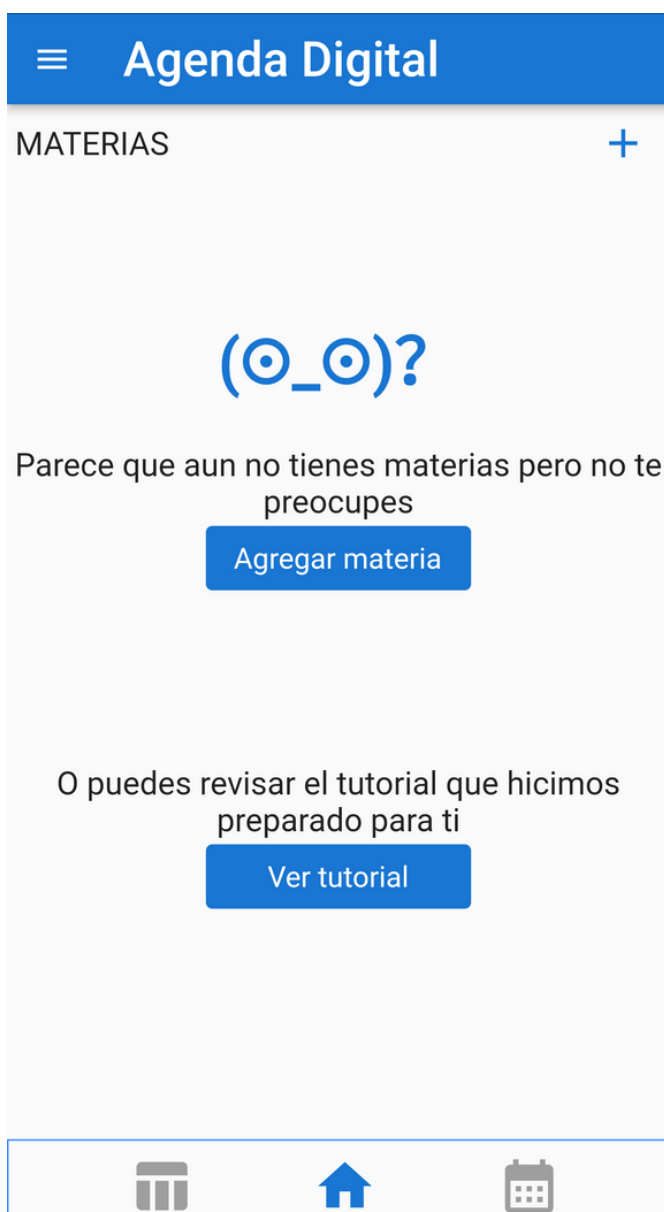 Agenda Digital
MATERIAS
(⊙_⊙)?
Parece que aun no tienes materias pero no te
preocupes
Agregar materia
O puedes revisar el tutorial que hicimos
preparado para ti
Ver tutorial